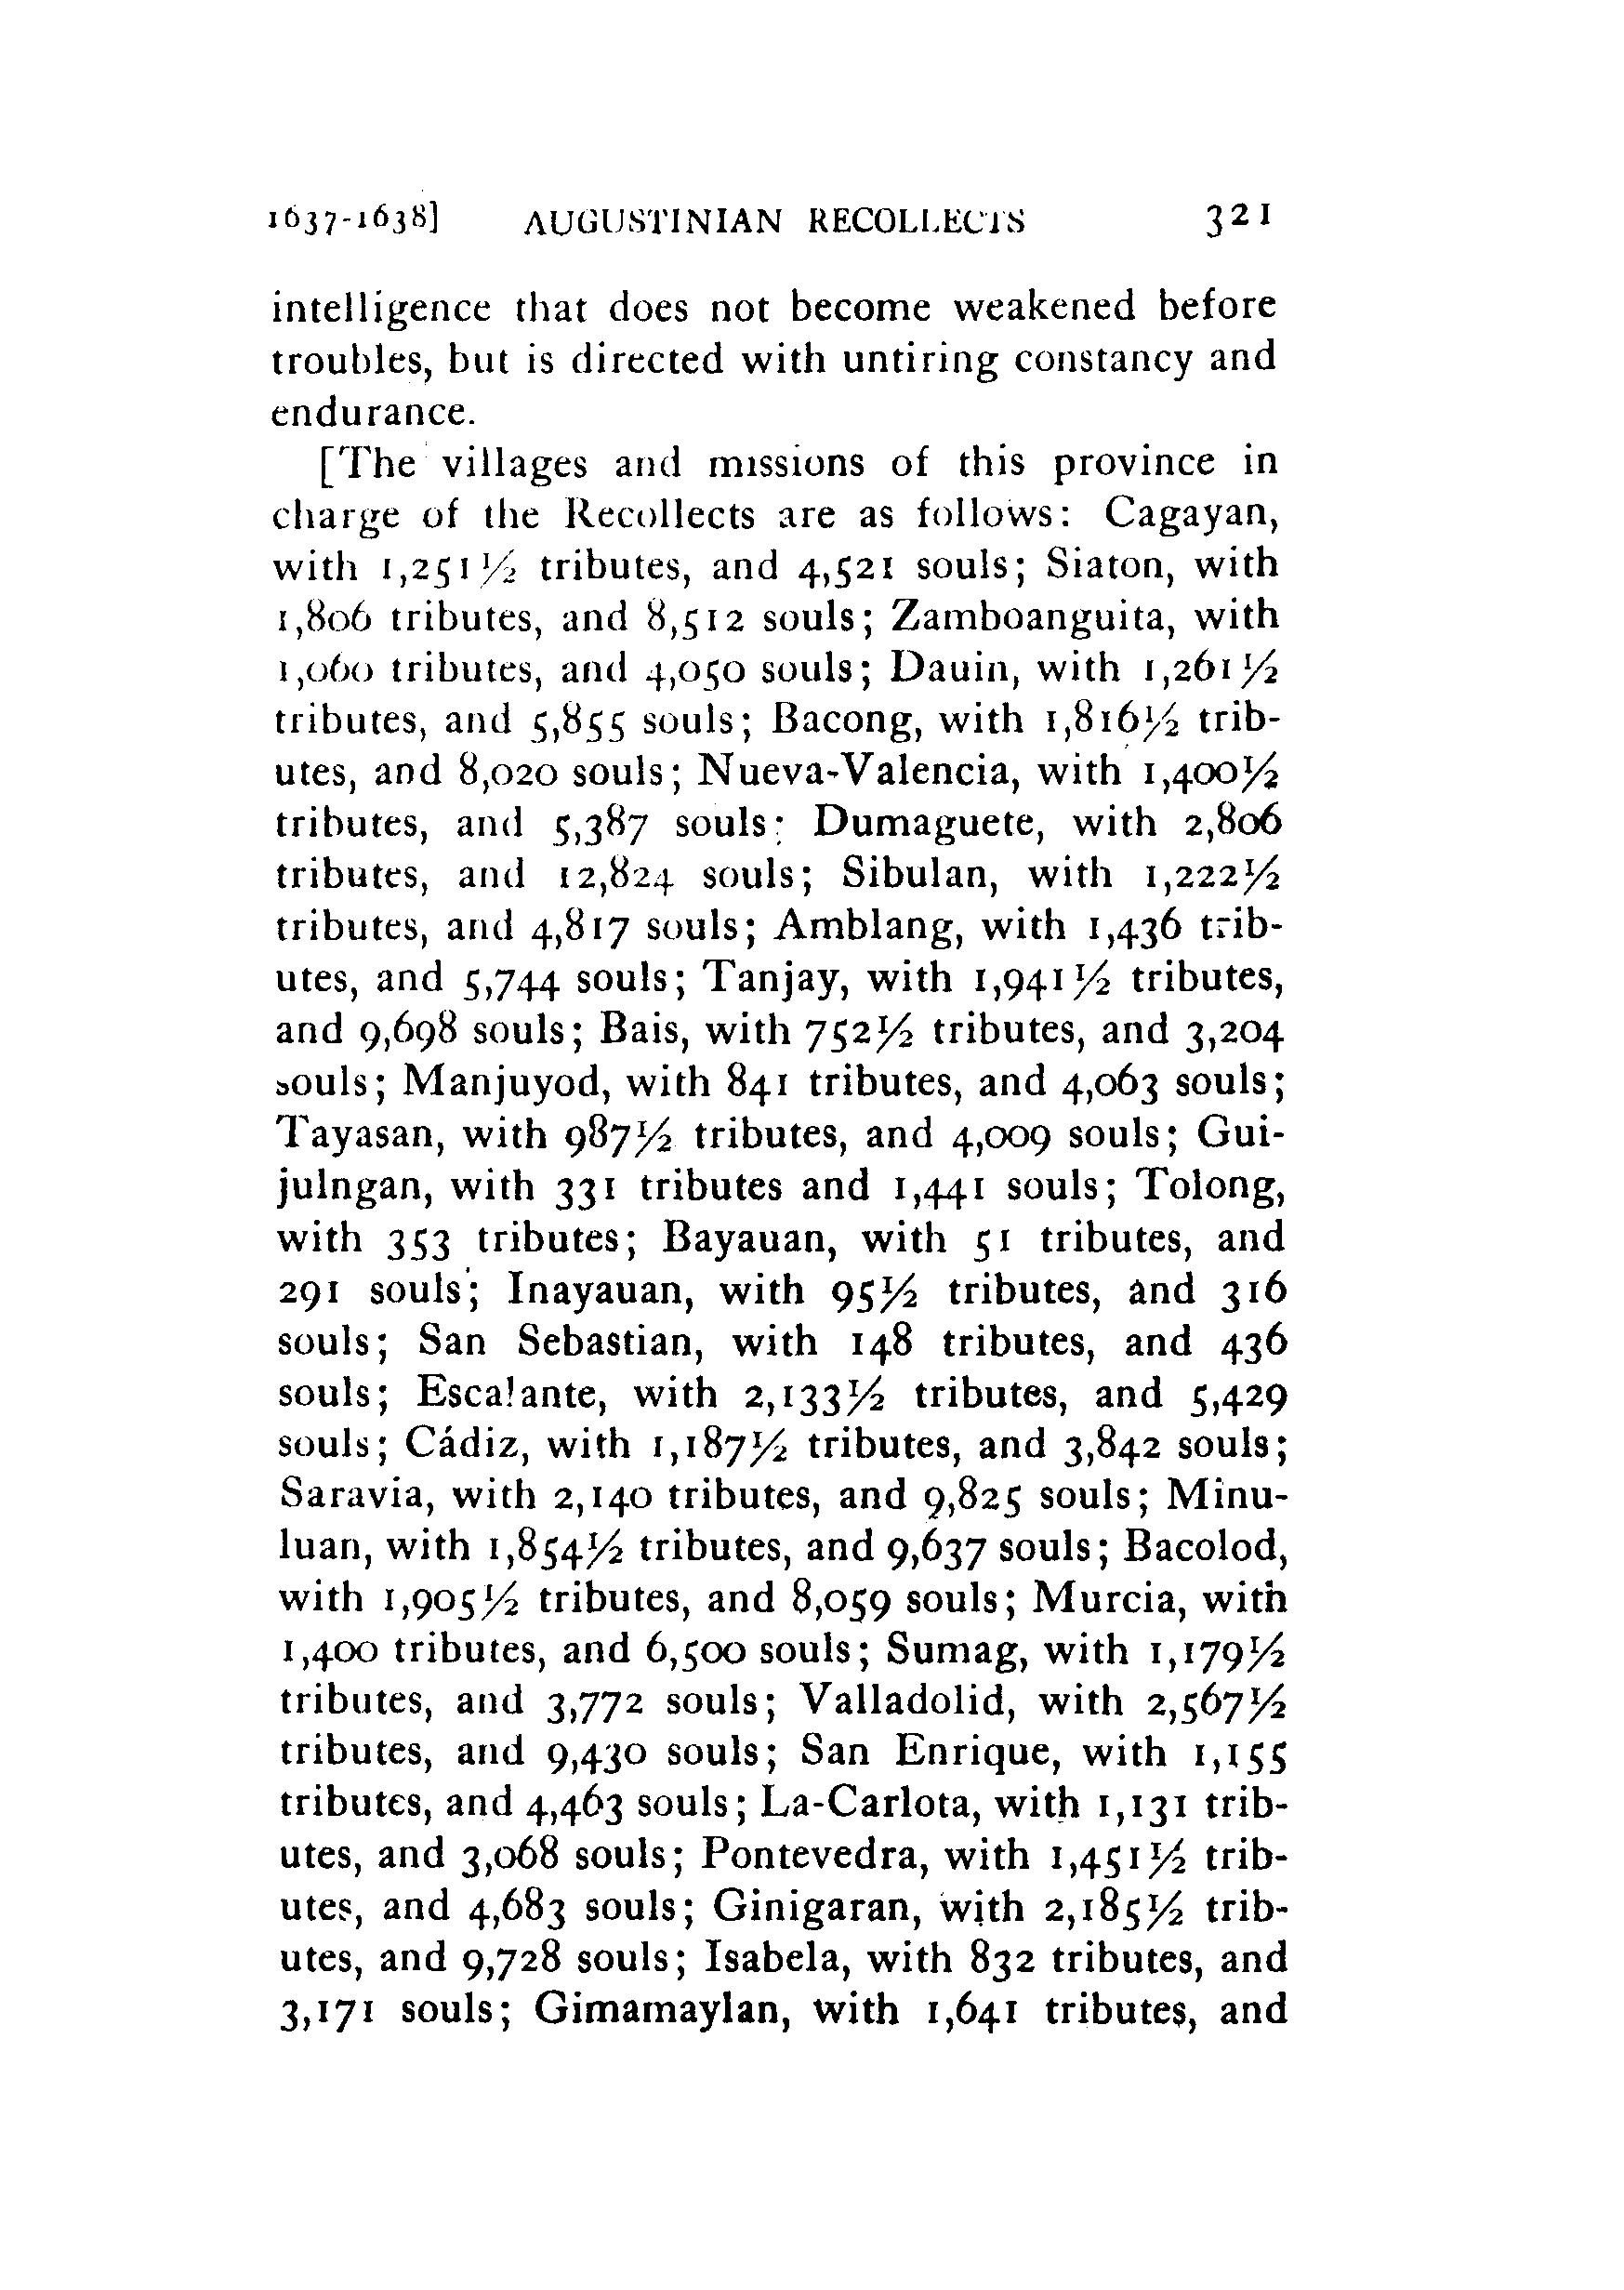 1637-1638] AUGUSTINIAN RECOLLECTS 321
intelligence that does not become weakened before
troubles, but is directed with untiring constancy and
endurance.
[The villages and missions of this province in
charge of the Recollects are as follows: Cagayan,
with 1,251½ tributes, and 4,521 souls; Siaton, with
1,806 tributes, and 8,512 souls; Zamboanguita, with
1,060 tributes, and 4,050 souls; Dauin, with 1,261½
tributes, and 5,855 souls; Bacong, with 1,816½ trib-
utes, and 8,020 souls; Nueva-Valencia, with 1,400½
tributes, and 5,387 souls; Dumaguete, with 2,806
tributes, and 12,824 souls; Sibulan, with 1,222½
tributes, and 4,817 souls; Amblang, with 1,436 trib-
utes, and 5,744 souls; Tanjay, with 1,941½ tributes,
and 9,698 souls; Bais, with 752½ tributes, and 3,204
souls; Manjuyod, with 841 tributes, and 4,063 souls;
Tayasan, with 987½ tributes, and 4,009 souls; Gui-
julngan, with 331 tributes and 1,441 souls; Tolong,
with 353 tributes; Bayauan, with 51 tributes, and
291 souls; Inayauan, with 95½ tributes, and 316
souls; San Sebastian, with 148 tributes, and 436
souls; Escalante, with 2,133½ tributes, and 5,429
souls; Cádiz, with 1,187½ tributes, and 3,842 souls;
Saravia, with 2,140 tributes, and 9,825 souls; Minu-
luan, with 1,854½ tributes, and 9,637 souls; Bacolod,
with 1,905½ tributes, and 8,059 souls; Murcia, with
1,400 tributes, and 6,500 souls; Sumag, with 1,179½
tributes, and 3,772 souls; Valladolid, with 2,567½
tributes, and 9,430 souls; San Enrique, with 1,155
tributes, and 4,463 souls; La-Carlota, with 1,131 trib-
utes, and 3,068 souls; Pontevedra, with 1,451½ trib-
utes, and 4,683 souls; Ginigaran, with 2,185½ trib-
utes, and 9,728 souls; Isabela, with 832 tributes, and
3,171 souls; Gimamaylan, with 1,641 tributes, and